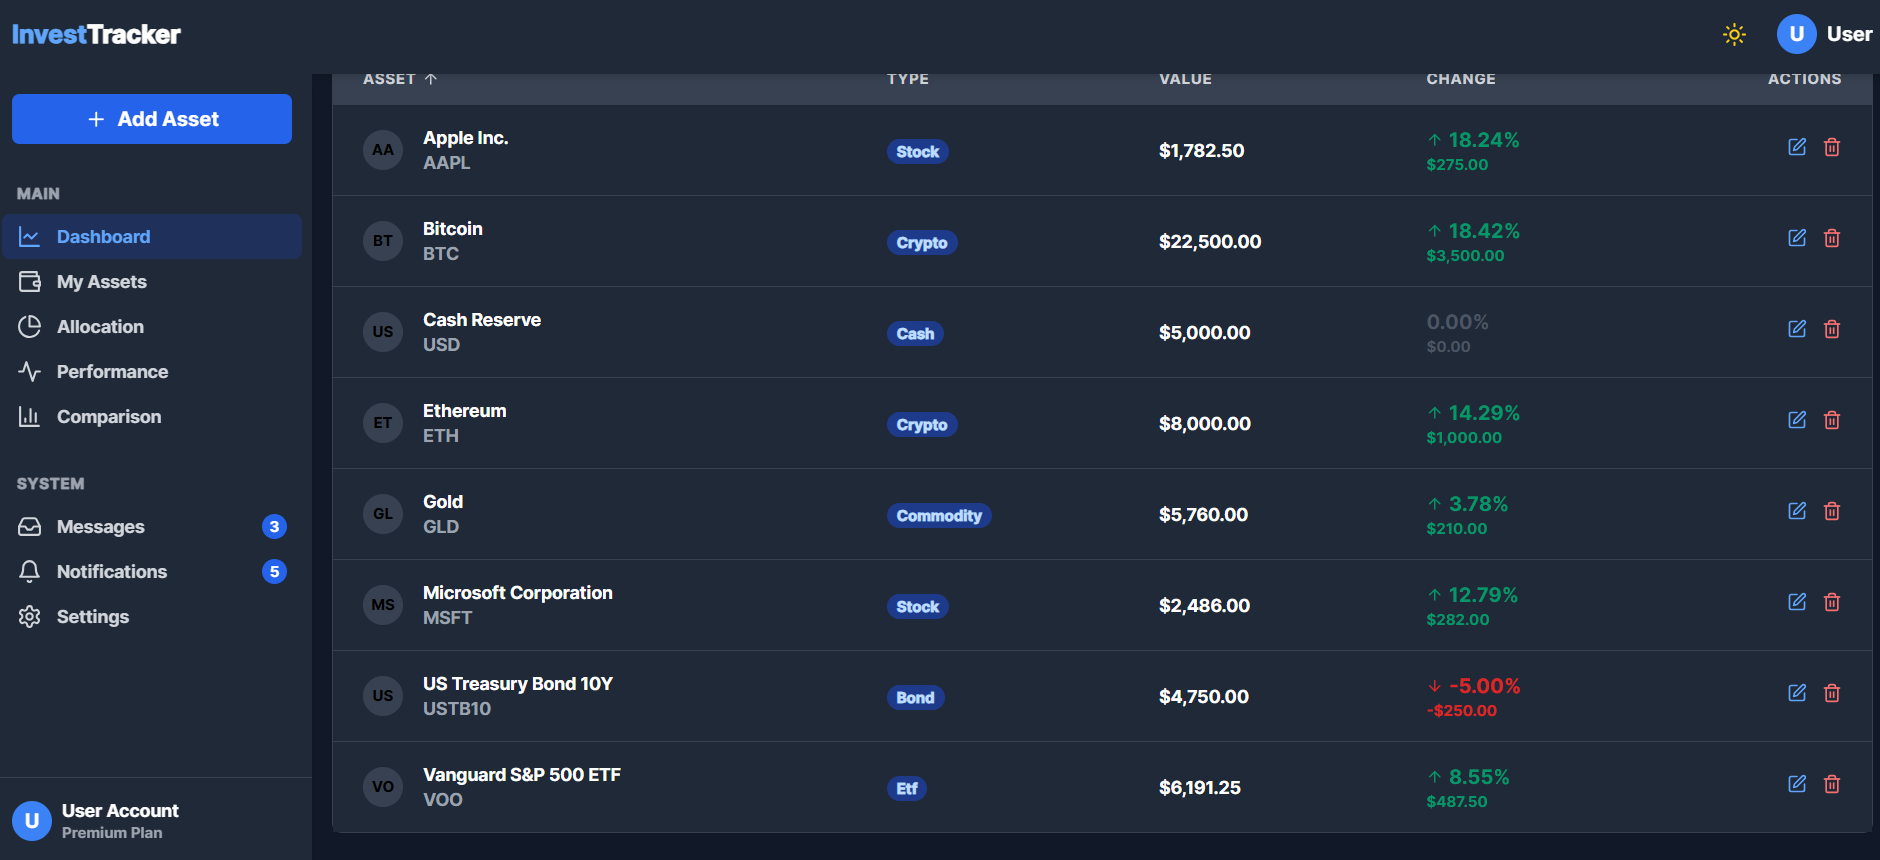 InvestTracker
U User
+ Add Asset
MAIN
Dashboard
My Assets
Allocation
Performance
Comparison
SYSTEM
Messages 3
Notifications 5
Settings
U User Account
Premium Plan
ASSET ↑ TYPE VALUE CHANGE ACTIONS
AA Apple Inc. AAPL Stock $1,782.50 ↑ 18.24% $275.00
BT Bitcoin BTC Crypto $22,500.00 ↑ 18.42% $3,500.00
US Cash Reserve USD Cash $5,000.00 0.00% $0.00
ET Ethereum ETH Crypto $8,000.00 ↑ 14.29% $1,000.00
GL Gold GLD Commodity $5,760.00 ↑ 3.78% $210.00
MS Microsoft Corporation MSFT Stock $2,486.00 ↑ 12.79% $282.00
US US Treasury Bond 10Y USTB10 Bond $4,750.00 ↓ -5.00% -$250.00
VO Vanguard S&P 500 ETF VOO Etf $6,191.25 ↑ 8.55% $487.50